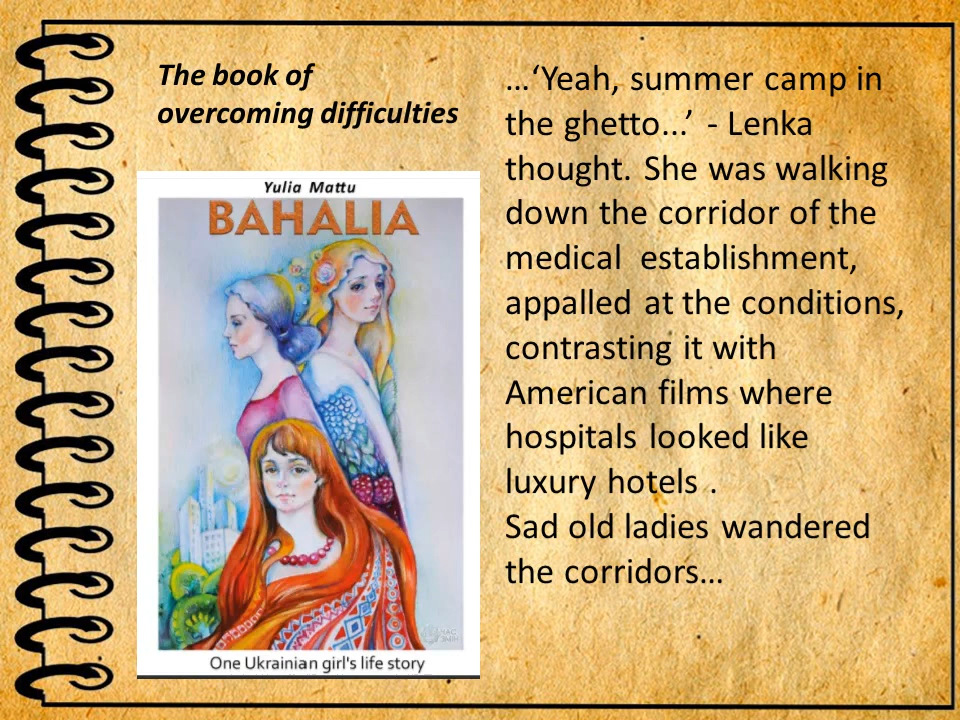 The book of
overcoming difficulties
Yulia Mattu
BAHALIA
One Ukrainian girl's life story
…‘Yeah, summer camp in
the ghetto...’ - Lenka
thought. She was walking
down the corridor of the
medical establishment,
appalled at the conditions,
contrasting it with
American films where
hospitals looked like
luxury hotels .
Sad old ladies wandered
the corridors…